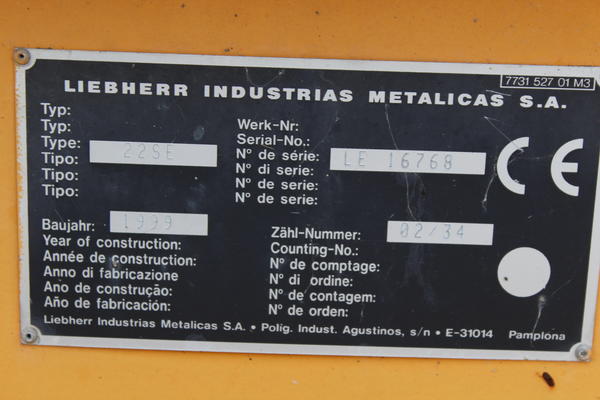 7731 527 01 M3
LIEBHERR INDUSTRIAS METALICAS S.A.
Typ:
Typ:
Type:
Tipo:
Tipo:
Tipo:
22SE
Werk-Nr:
Serial-No.:
N° de série:
N° di serie:
N° de serie:
N° de serie:
LE 16768
CE
Baujahr:
Year of construction:
Année de construction:
Anno di fabricazione
Año de construção:
Año de fabricación:
1999
Zähl-Nummer:
Counting-No.:
N° de comptage:
N° di ordine:
N° de contagem:
N° de orden:
02/34
Liebherr Industrias Metalicas S.A. • Polig. Indust. Agustinos, s/n • E-31014 Pamplona